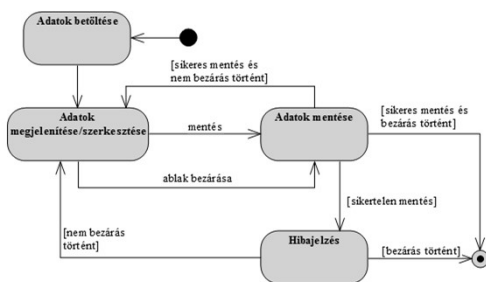 Adatok betöltése
[sikeres mentés és
nem bezárás történt]
Adatok
megjelenítése/szerkesztése
mentés
Adatok mentése
[sikeres mentés és
bezárás történt]
ablak bezárása
[sikertelen mentés]
[nem bezárás
történt]
Hibajelzés
[bezárás történt]